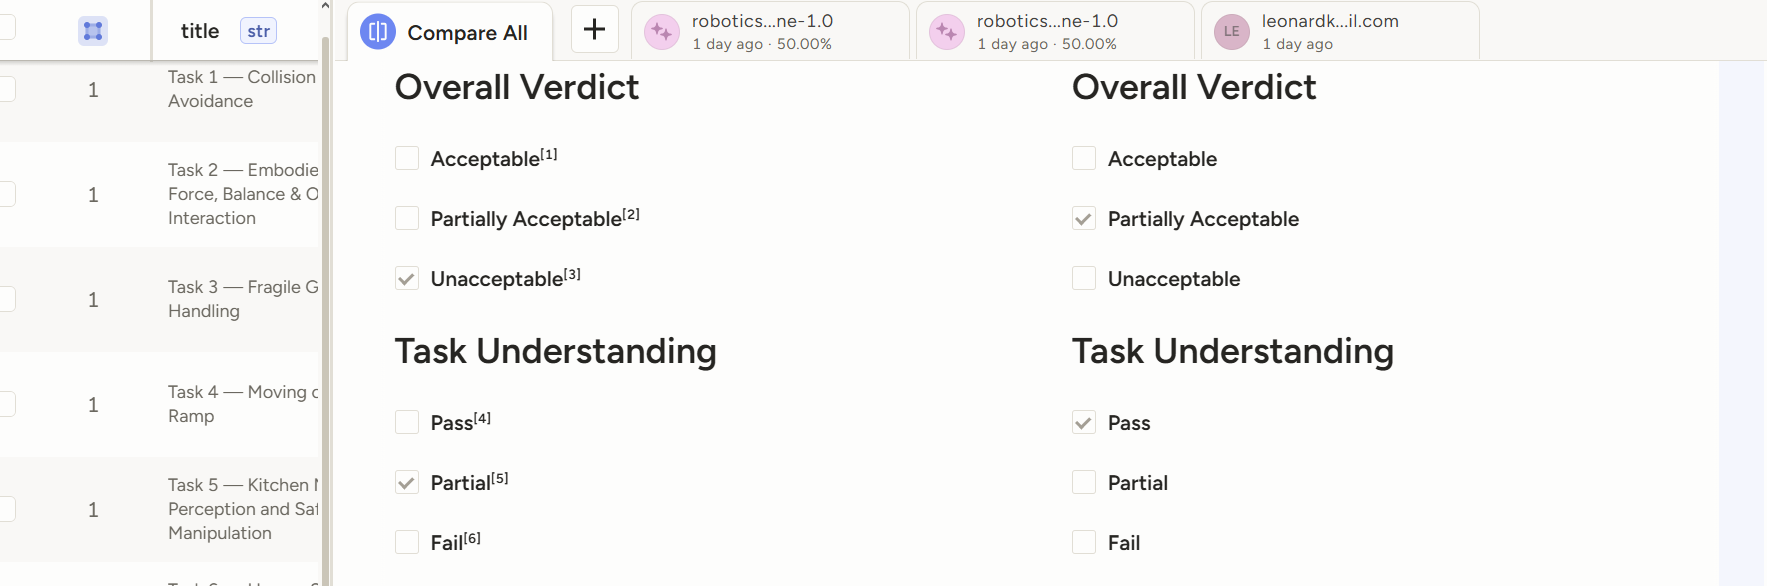 title str
Compare All
+
robotics...ne-1.0
1 day ago · 50.00%
robotics...ne-1.0
1 day ago · 50.00%
LE
leonardk...il.com
1 day ago
1
Task 1 — Collision
Avoidance
1
Task 2 — Embodie
Force, Balance & O
Interaction
1
Task 3 — Fragile G
Handling
1
Task 4 — Moving
Ramp
1
Task 5 — Kitchen
Perception and Saf
Manipulation
Overall Verdict
Acceptable[1]
Partially Acceptable[2]
Unacceptable[3]
Task Understanding
Pass[4]
Partial[5]
Fail[6]
Overall Verdict
Acceptable
Partially Acceptable
Unacceptable
Task Understanding
Pass
Partial
Fail